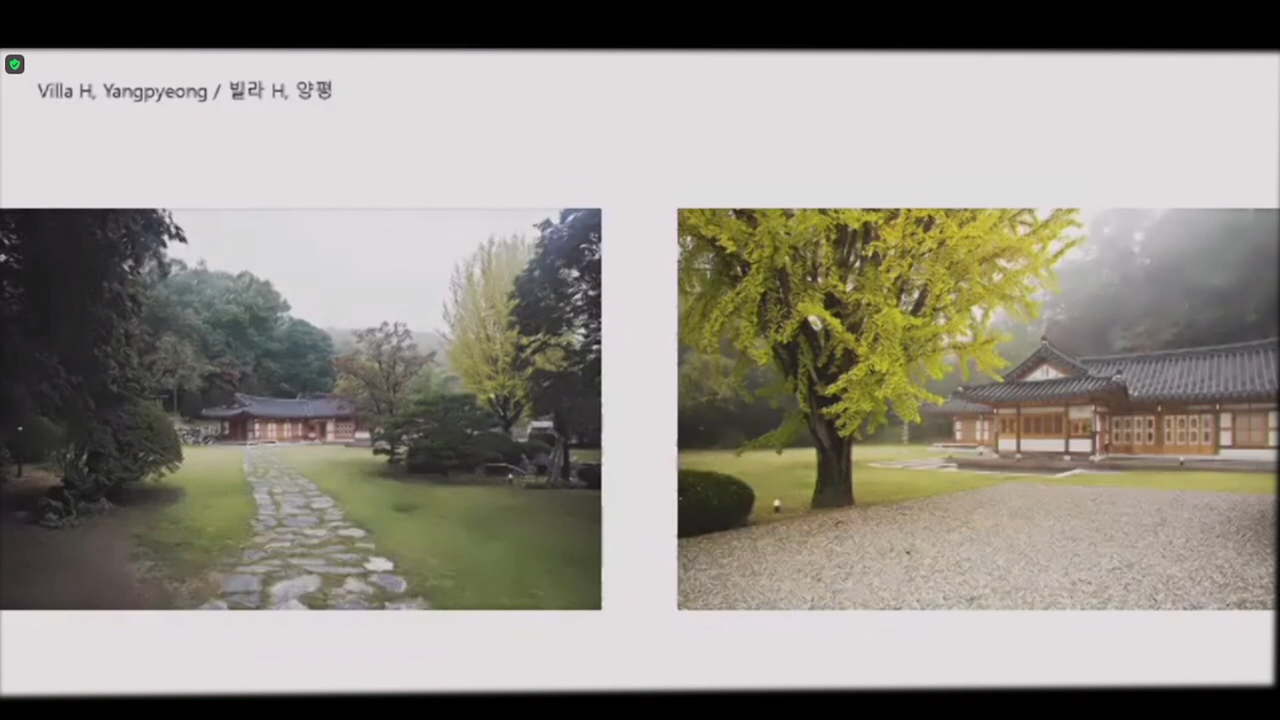 Villa H, Yangpyeong / 빌라 H, 양평